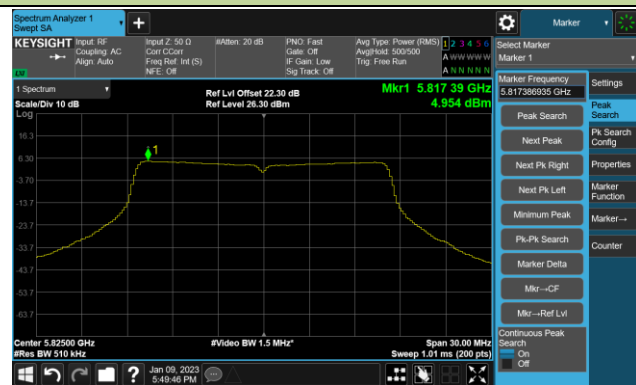 Spectrum Analyzer 1
Swept SA
+
Marker
KEYSIGHT
Input: RF
Coupling: AC
Align: Auto
Input Z: 50 Ω
Corr CCorr
Freq Ref: Int (S)
NFE: Off
#Atten: 20 dB
PNO: Fast
Gate: Off
IF Gain: Low
Sig Track: Off
Avg Type: Power (RMS)
Avg|Hold: 500/500
Trig: Free Run
1 2 3 4 5 6
A W W W W W
A N N N N N
Select Marker
Marker 1
LXI
1 Spectrum
Scale/Div 10 dB
Log
Ref Lvl Offset 22.30 dB
Ref Level 26.30 dBm
Mkr1 5.817 39 GHz
4.954 dBm
16.3
6.30
-3.70
-13.7
-23.7
-33.7
-43.7
-53.7
-63.7
1
Center 5.82500 GHz
#Res BW 510 kHz
#Video BW 1.5 MHz*
Span 30.00 MHz
Sweep 1.01 ms (200 pts)
Marker Frequency
5.817386935 GHz
Peak Search
Next Peak
Next Pk Right
Next Pk Left
Minimum Peak
Pk-Pk Search
Marker Delta
Mkr→CF
Mkr→Ref Lvl
Continuous Peak
Search
On
Off
Settings
Peak
Search
Pk Search
Config
Properties
Marker
Function
Marker→
Counter
?
Jan 09, 2023
5:49:46 PM